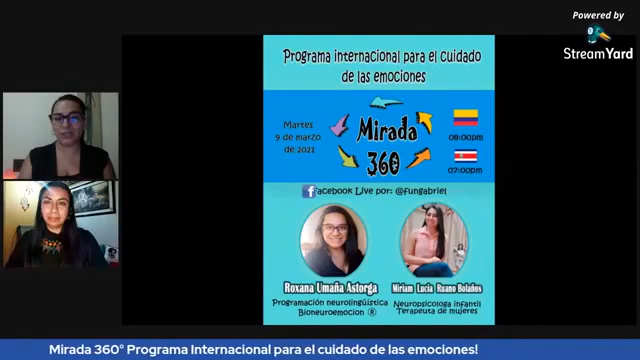 Powered by
StreamYard
Programa internacional para el cuidado
de las emociones
Martes
9 de marzo
de 2021
Mirada
360
08:00pm
07:00pm
facebook Live por: @fungabriel
Roxana Umaña Astorga
Programación neurolingüística
Bioneuroemocion ®
Miriam Lucia Ruano Bolaños
Neuropsicologa infantil
Terapeuta de mujeres
Mirada 360° Programa Internacional para el cuidado de las emociones!